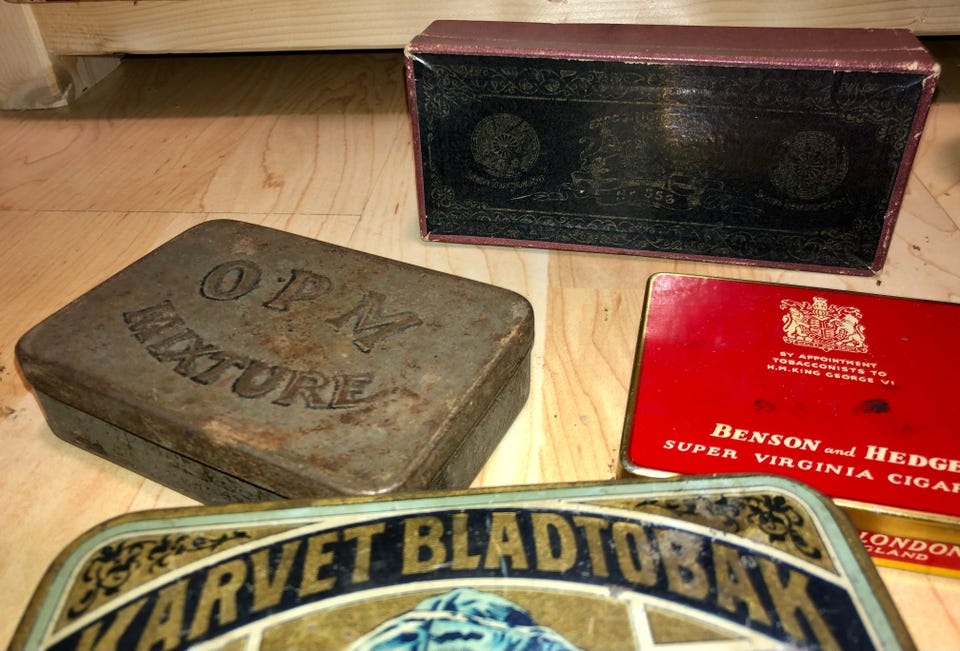 OPM
MIXTURE
BY APPOINTMENT
TOBACCONISTS TO
H.M. KING GEORGE VI
BENSON and HEDGE
SUPER VIRGINIA CIGAR
LONDON
ENGLAND
KARVET BLADTOBAK